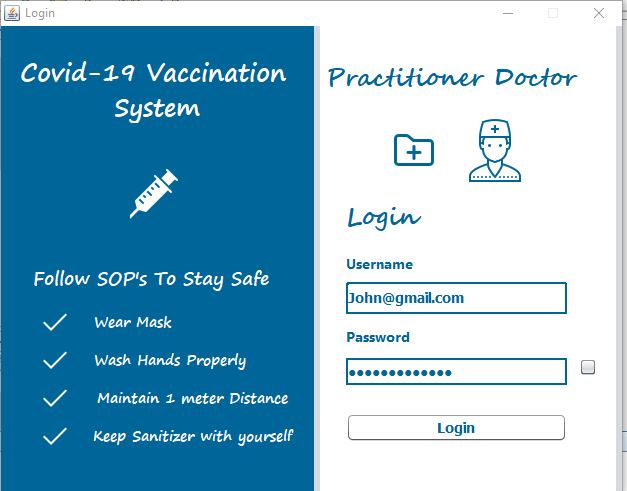 Login
Covid-19 Vaccination
System
Follow SOP's To Stay Safe
Wear Mask
Wash Hands Properly
Maintain 1 meter Distance
Keep Sanitizer with yourself
Practitioner Doctor
Login
Username
John@gmail.com
Password
•••••••••••••
Login